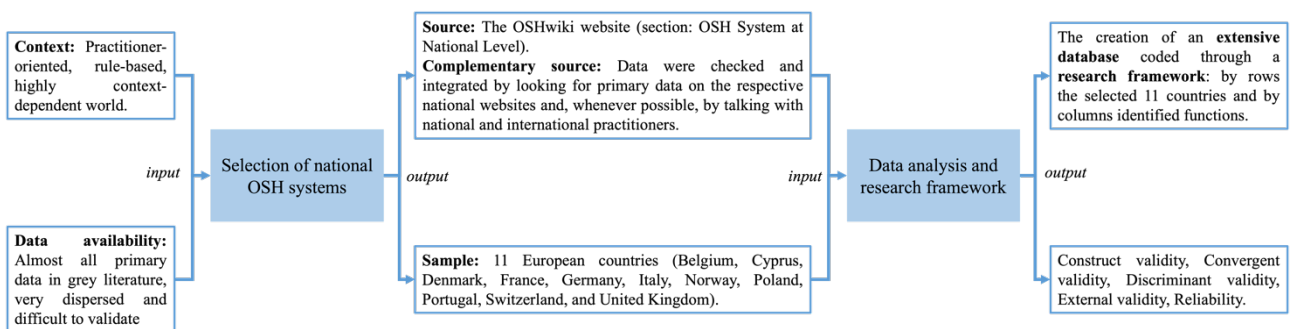 Context: Practitioner-
oriented, rule-based,
highly context-
dependent world.
Data availability:
Almost all primary
data in grey literature,
very dispersed and
difficult to validate
input
Selection of national
OSH systems
output
Source: The OSHwiki website (section: OSH System at
National Level).
Complementary source: Data were checked and
integrated by looking for primary data on the respective
national websites and, whenever possible, by talking with
national and international practitioners.
Sample: 11 European countries (Belgium, Cyprus,
Denmark, France, Germany, Italy, Norway, Poland,
Portugal, Switzerland, and United Kingdom).
input
Data analysis and
research framework
output
The creation of an extensive
database coded through a
research framework: by rows
the selected 11 countries and by
columns identified functions.
Construct validity, Convergent
validity, Discriminant validity,
External validity, Reliability.